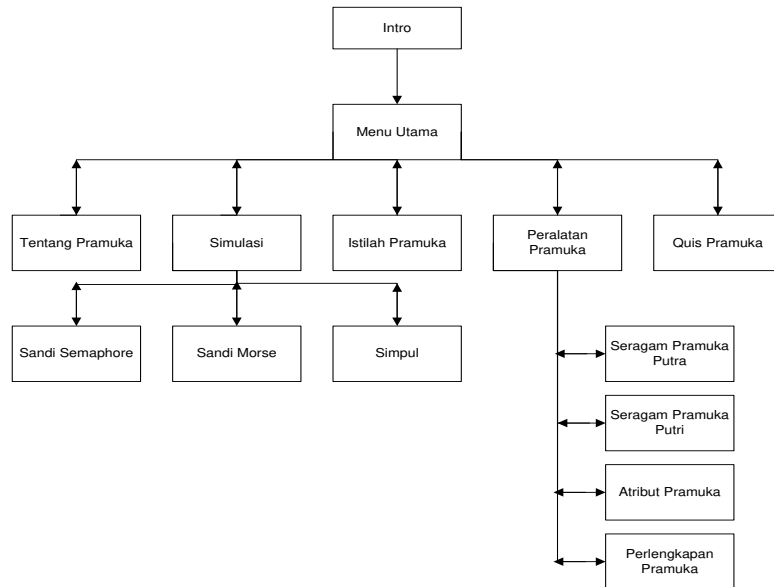 Intro
Menu Utama
Tentang Pramuka
Simulasi
Istilah Pramuka
Peralatan
Pramuka
Quis Pramuka
Sandi Semaphore
Sandi Morse
Simpul
Seragam Pramuka
Putra
Seragam Pramuka
Putri
Atribut Pramuka
Perlengkapan
Pramuka